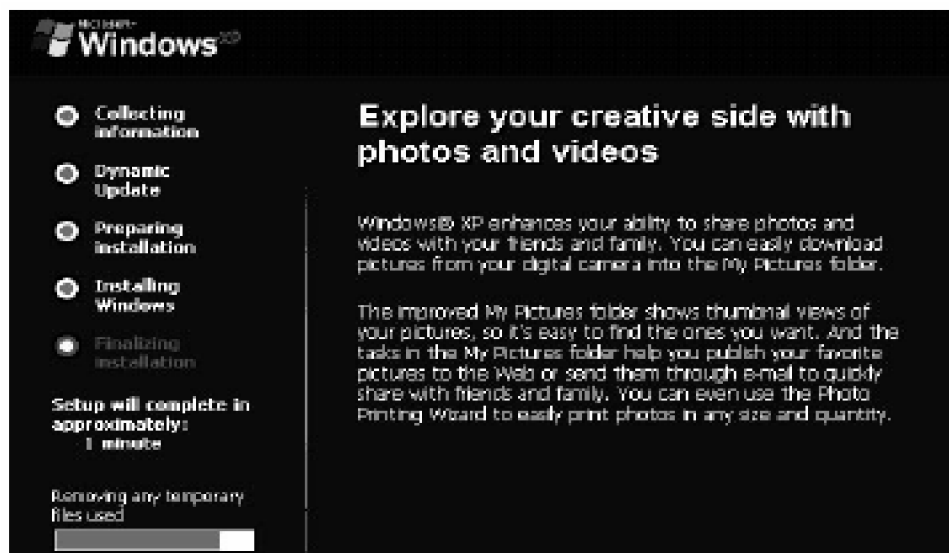 Microsoft
Windows XP
Collecting
information
Dynamic
Update
Preparing
installation
Installing
Windows
Finalizing
installation
Setup will complete in
approximately:
1 minute
Removing any temporary
files used
Explore your creative side with
photos and videos
Windows® XP enhances your ability to share photos and
videos with your friends and family. You can easily download
pictures from your digital camera into the My Pictures folder.
The improved My Pictures folder shows thumbnail views of
your pictures, so it's easy to find the ones you want. And the
tasks in the My Pictures folder help you publish your favorite
pictures to the Web or send them through e-mail to quickly
share with friends and family. You can even use the Photo
Printing Wizard to easily print photos in any size and quantity.